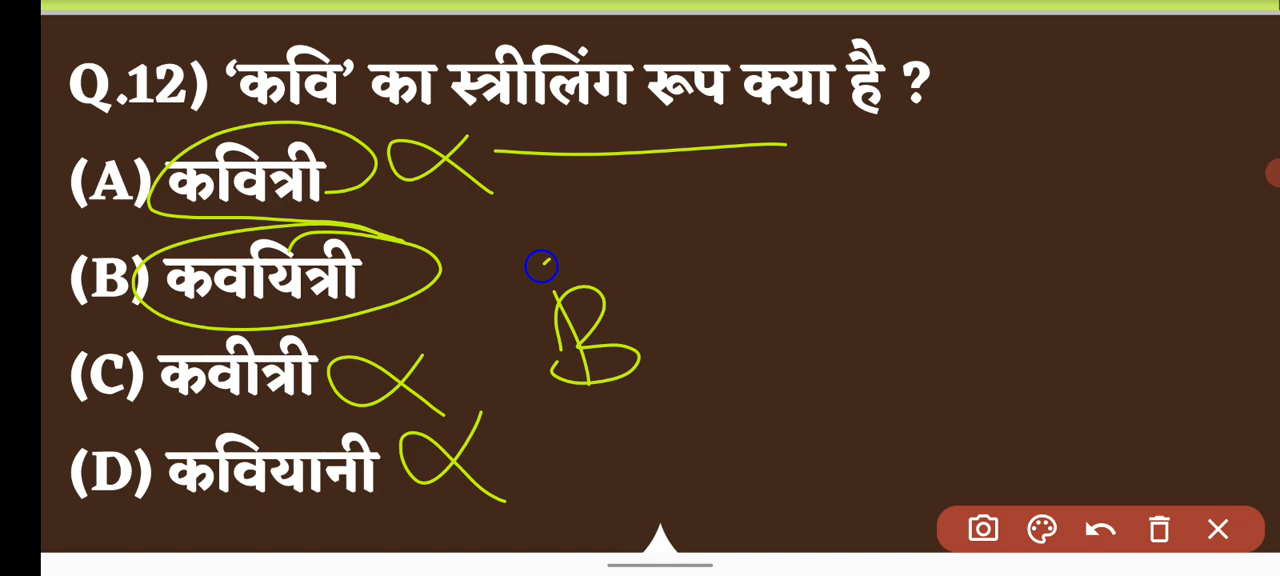 Q.12) ‘कवि’ का स्त्रीलिंग रूप क्या है ?
(A) कवित्री
(B) कवयित्री
B
(C) कवीत्री
(D) कवियानी